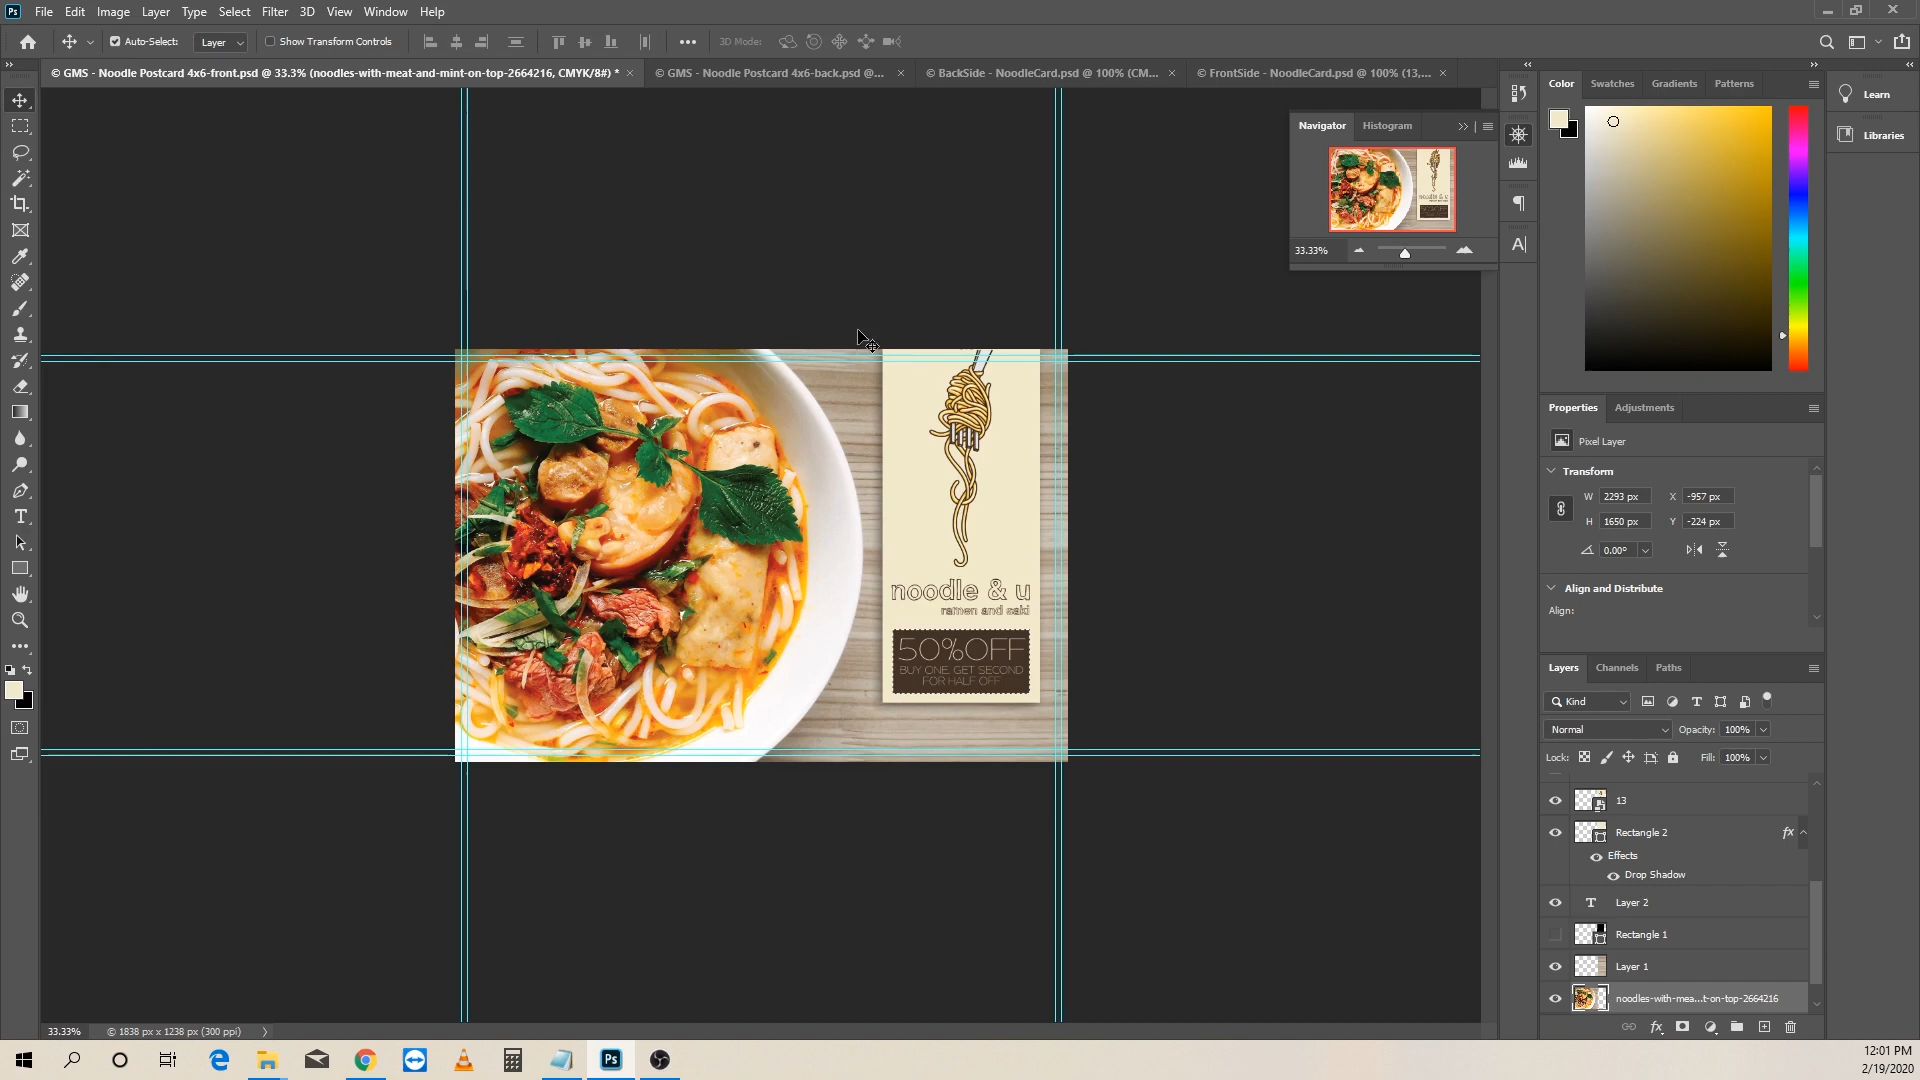 Ps File Edit Image Layer Type Select Filter 3D View Window Help
Auto-Select: Layer Show Transform Controls 3D Mode:
© GMS - Noodle Postcard 4x6-front.psd @ 33.3% (noodles-with-meat-and-mint-on-top-2664216, CMYK/8#) *
© GMS - Noodle Postcard 4x6-back.psd @...
© BackSide - NoodleCard.psd @ 100% (CM...
© FrontSide - NoodleCard.psd @ 100% (13,...
Navigator Histogram
33.33%
Color Swatches Gradients Patterns
Learn
Libraries
noodle & u
ramen and saki
50%OFF
BUY ONE, GET SECOND
FOR HALF OFF
Properties Adjustments
Pixel Layer
Transform
W 2293 px X -957 px
H 1650 px Y -224 px
0.00°
Align and Distribute
Align:
Layers Channels Paths
Kind
Normal Opacity: 100%
Lock: Fill: 100%
13
Rectangle 2 fx
Effects
Drop Shadow
T Layer 2
Rectangle 1
Layer 1
noodles-with-mea...t-on-top-2664216
fx
33.33% © 1838 px x 1238 px (300 ppi)
Ps
12:01 PM
2/19/2020